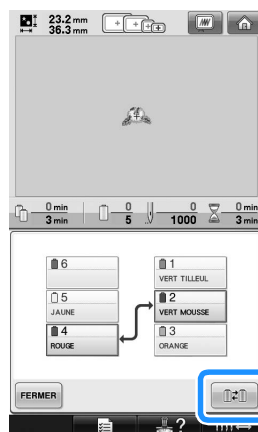 23.2 mm
36.3 mm
0 min
3 min
0
5
0
1000
0 min
3 min
6
1
VERT TILLEUL
5
JAUNE
2
VERT MOUSSE
4
ROUGE
3
ORANGE
FERMER
?